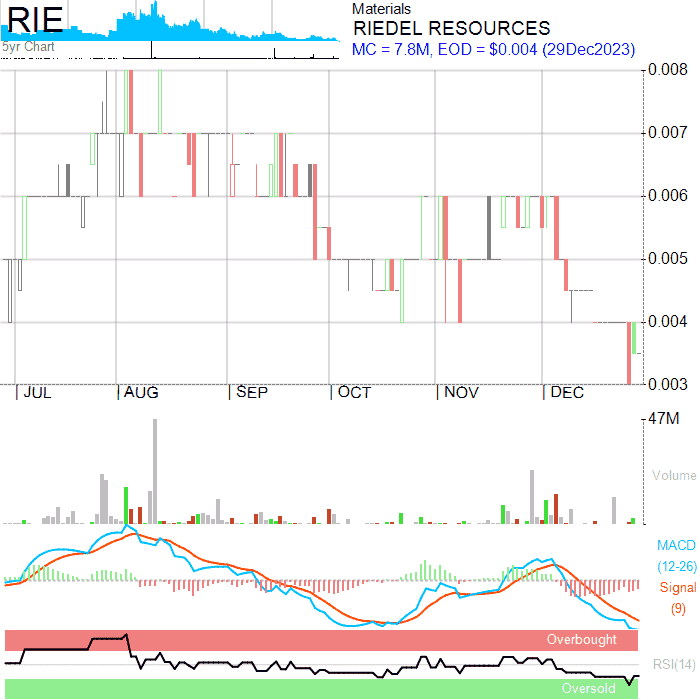 RIE
Materials
RIEDEL RESOURCES
5yr Chart
MC = 7.8M, EOD = $0.004 (29Dec2023)
0.008
0.007
0.006
0.005
0.004
0.003
JUL AUG SEP OCT NOV DEC
47M
Volume
MACD
(12-26)
Signal
(9)
Overbought
RSI(14)
Oversold